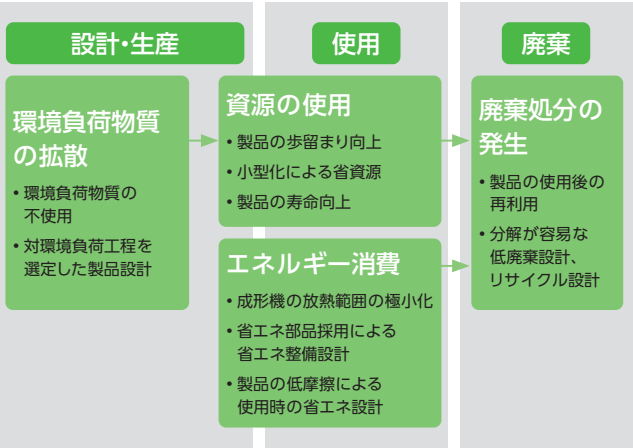 設計・生産
使用
廃棄
環境負荷物質
の拡散
• 環境負荷物質の
不使用
• 対環境負荷工程を
選定した製品設計
資源の使用
• 製品の歩留まり向上
• 小型化による省資源
• 製品の寿命向上
エネルギー消費
• 成形機の放熱範囲の極小化
• 省エネ部品採用による
省エネ整備設計
• 製品の低摩擦による
使用時の省エネ設計
廃棄処分の
発生
• 製品の使用後の
再利用
• 分解が容易な
低廃棄設計、
リサイクル設計